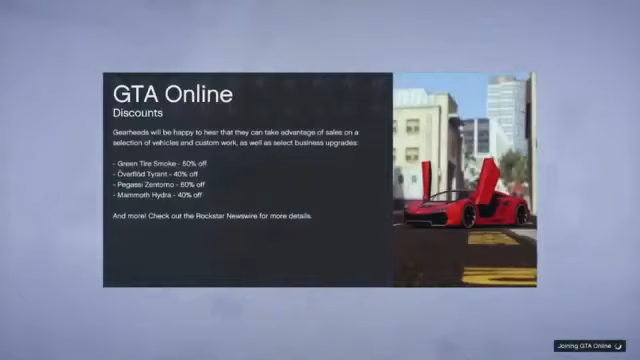 GTA Online
Discounts
Gearheads will be happy to hear that they can take advantage of sales on a
selection of vehicles and custom work, as well as select business upgrades:
- Green Tire Smoke - 50% off
- Överflöd Tyrant - 40% off
- Pegassi Zentorno - 50% off
- Mammoth Hydra - 40% off
And more! Check out the Rockstar Newswire for more details.
Joining GTA Online